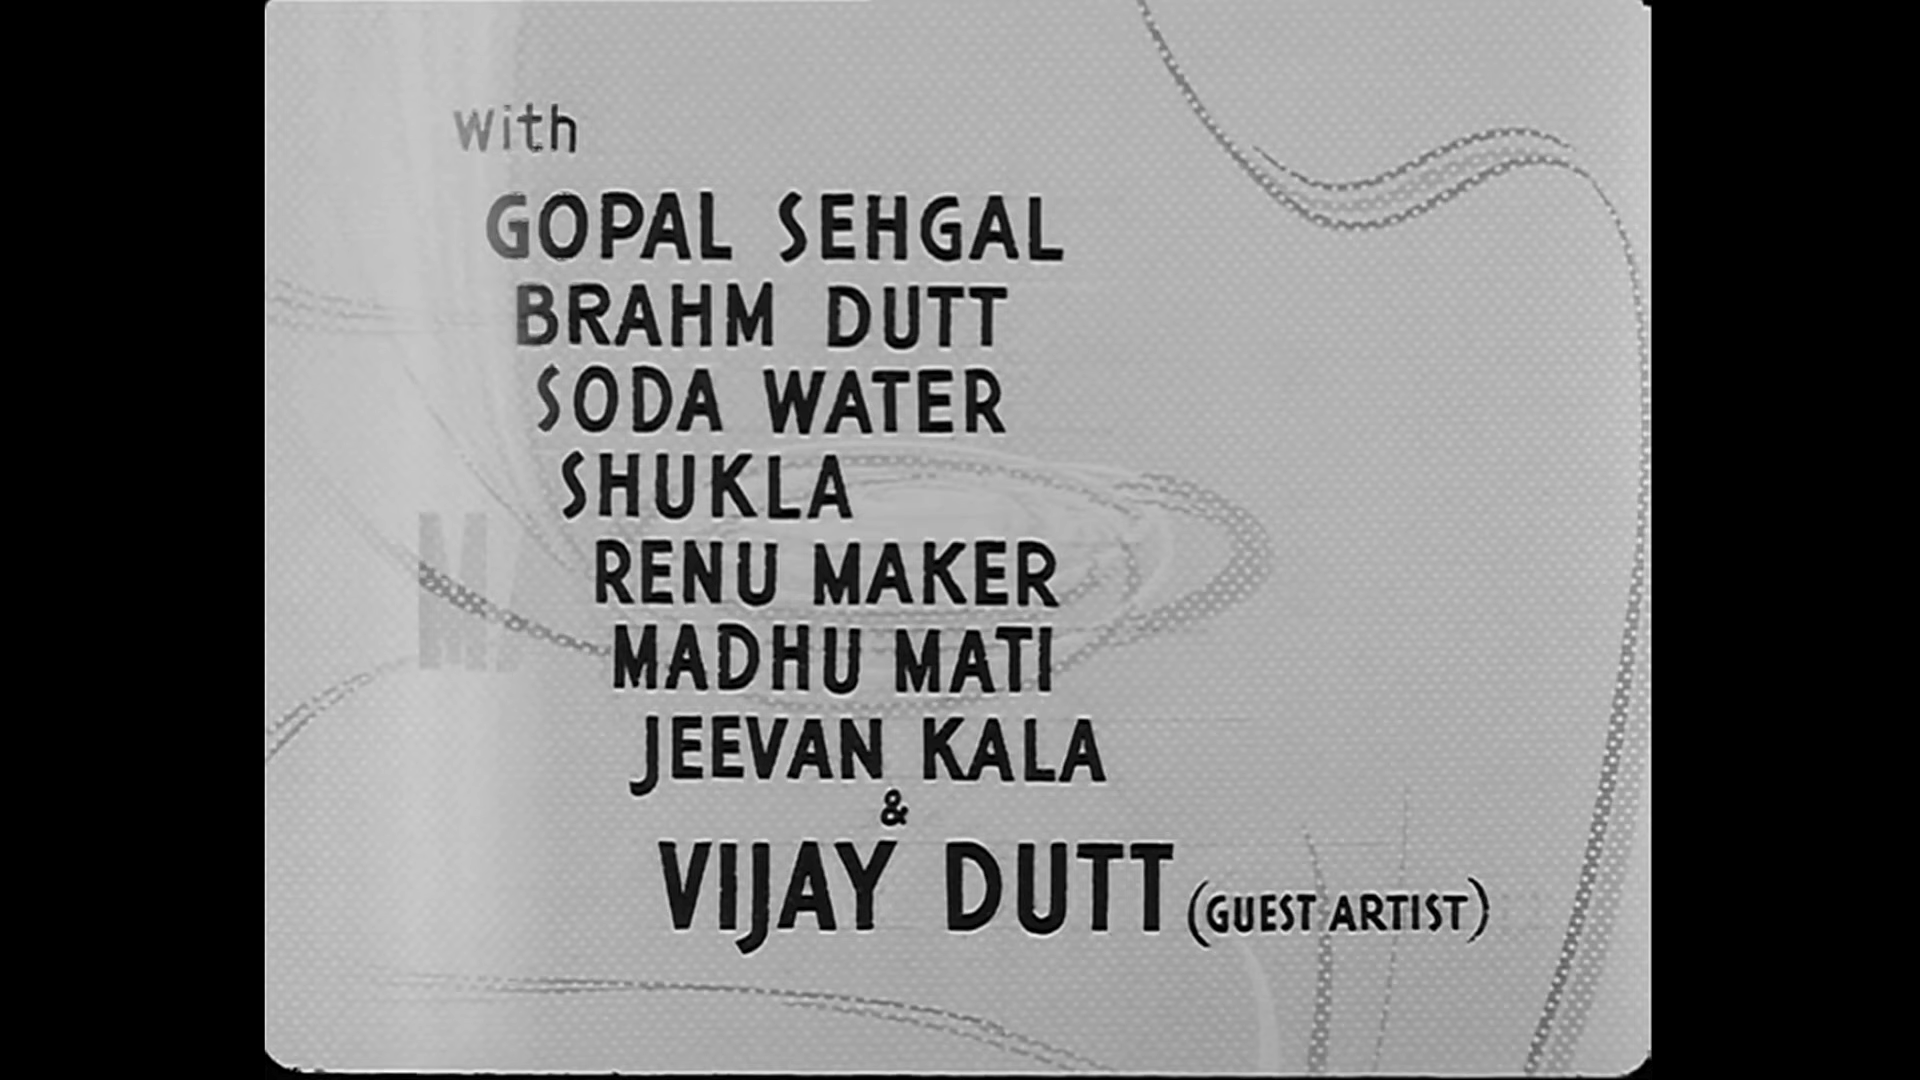 with
GOPAL SEHGAL
BRAHM DUTT
SODA WATER
SHUKLA
RENU MAKER
MADHU MATI
JEEVAN KALA
&
VIJAY DUTT (GUEST ARTIST)